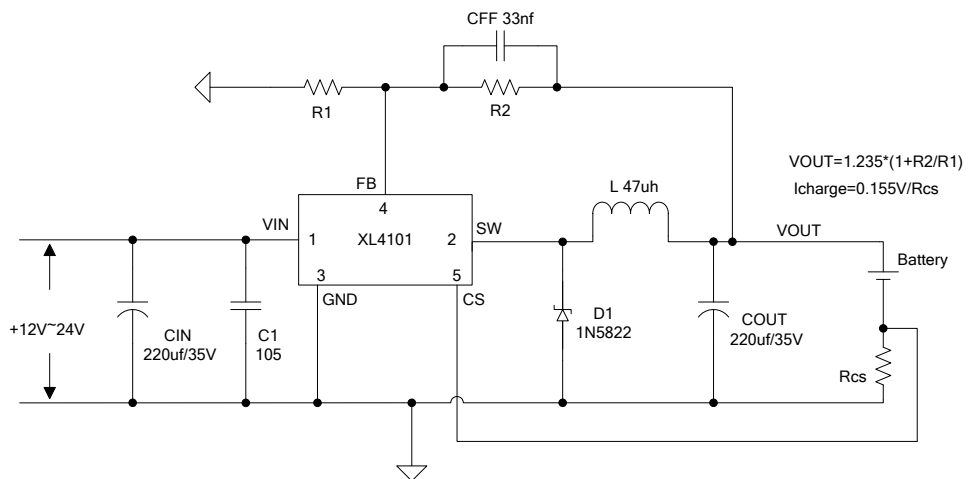 CFF 33nf
R1
R2
VOUT=1.235*(1+R2/R1)
Icharge=0.155V/Rcs
FB
4
L 47uh
VIN
1
XL4101
2
SW
VOUT
3
5
GND
CS
Battery
+12V~24V
CIN
220uf/35V
C1
105
D1
1N5822
COUT
220uf/35V
Rcs